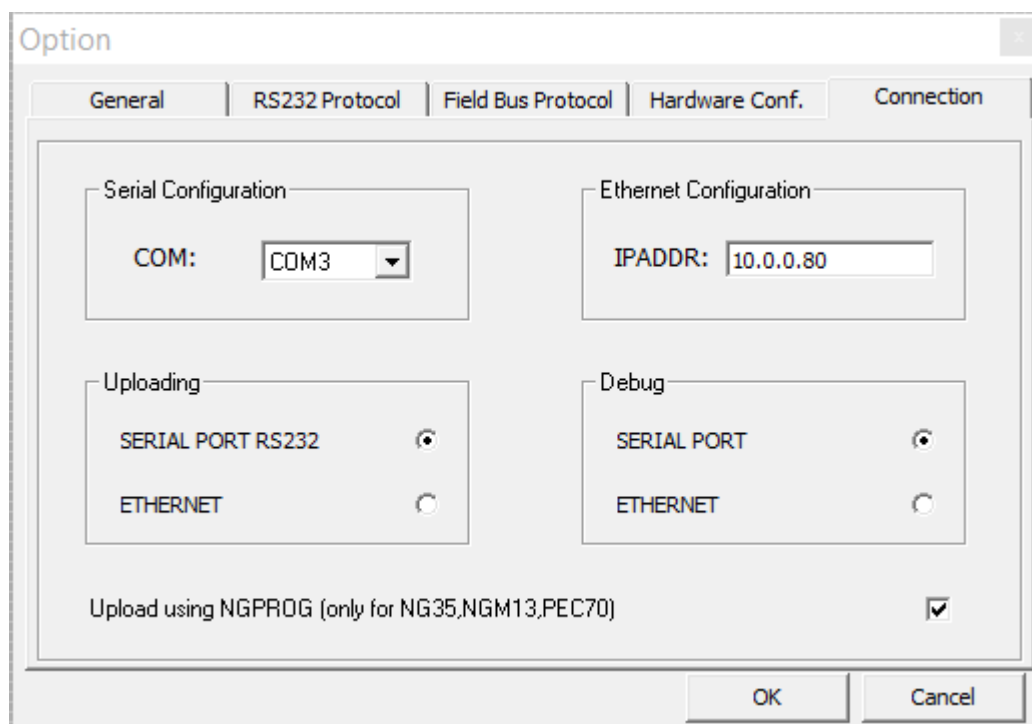 Option
General
RS232 Protocol
Field Bus Protocol
Hardware Conf.
Connection
Serial Configuration
COM:
COM3
Ethernet Configuration
IPADDR:
10.0.0.80
Uploading
SERIAL PORT RS232
ETHERNET
Debug
SERIAL PORT
ETHERNET
Upload using NGPROG (only for NG35,NGM13,PEC70)
OK
Cancel